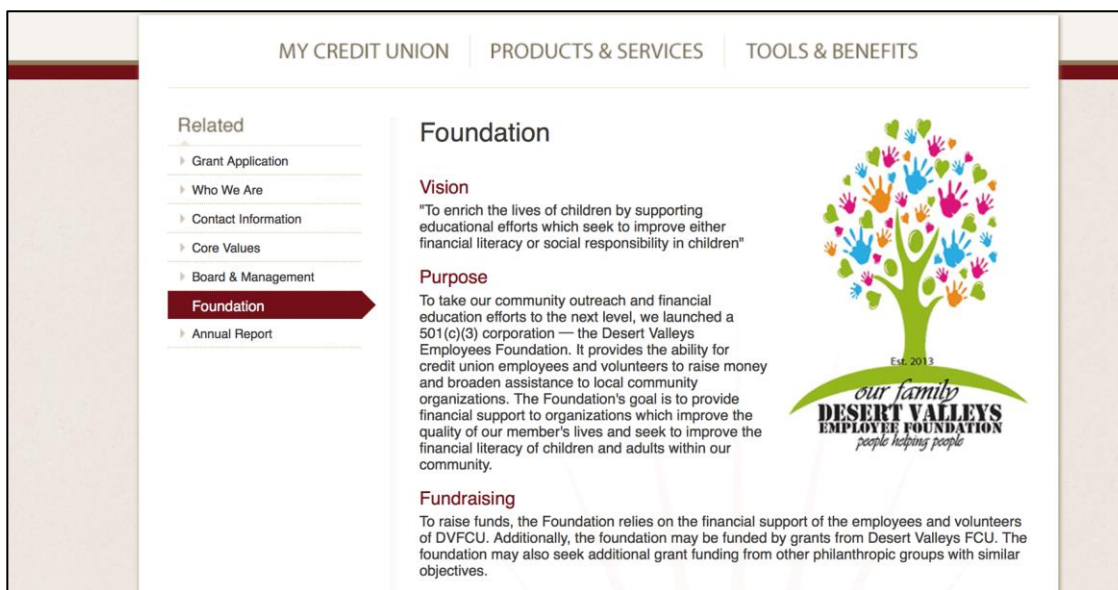 MY CREDIT UNION PRODUCTS & SERVICES TOOLS & BENEFITS
Related
Grant Application
Who We Are
Contact Information
Core Values
Board & Management
Foundation
Annual Report
Foundation
Vision
"To enrich the lives of children by supporting
educational efforts which seek to improve either
financial literacy or social responsibility in children"
Purpose
To take our community outreach and financial
education efforts to the next level, we launched a
501(c)(3) corporation — the Desert Valleys
Employees Foundation. It provides the ability for
credit union employees and volunteers to raise money
and broaden assistance to local community
organizations. The Foundation's goal is to provide
financial support to organizations which improve the
quality of our member's lives and seek to improve the
financial literacy of children and adults within our
community.
Est. 2013
our family
DESERT VALLEYS
EMPLOYEE FOUNDATION
people helping people
Fundraising
To raise funds, the Foundation relies on the financial support of the employees and volunteers
of DVFCU. Additionally, the foundation may be funded by grants from Desert Valleys FCU. The
foundation may also seek additional grant funding from other philanthropic groups with similar
objectives.